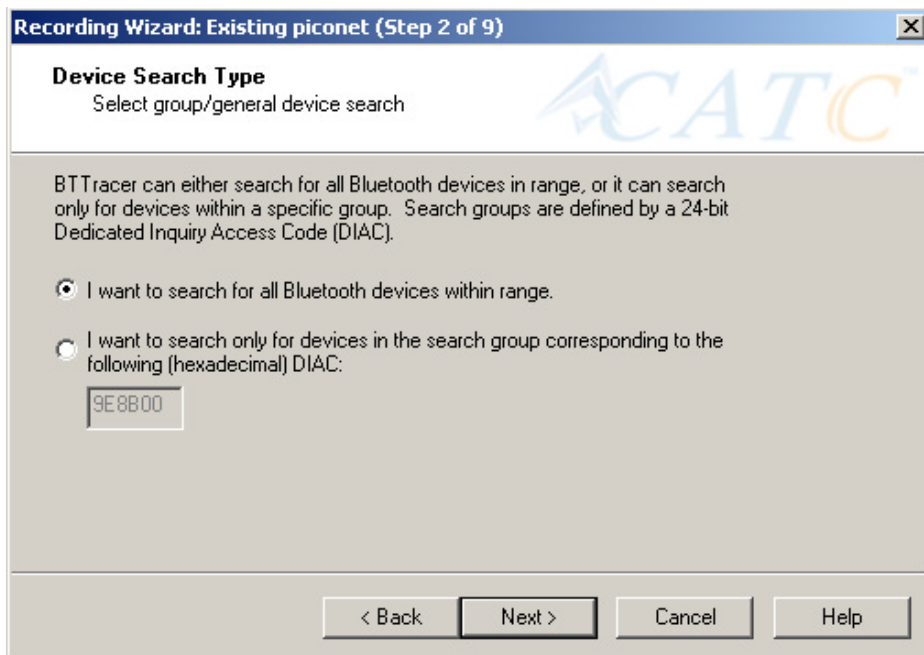 Recording Wizard: Existing piconet (Step 2 of 9)
Device Search Type
Select group/general device search
CATC
BTTracer can either search for all Bluetooth devices in range, or it can search
only for devices within a specific group. Search groups are defined by a 24-bit
Dedicated Inquiry Access Code (DIAC).
I want to search for all Bluetooth devices within range.
I want to search only for devices in the search group corresponding to the
following (hexadecimal) DIAC:
9E8B00
< Back
Next >
Cancel
Help